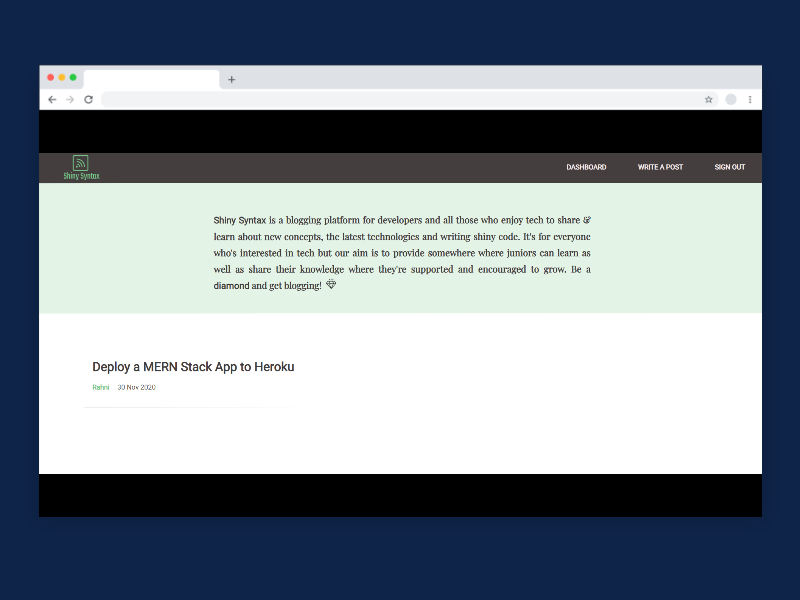 Shiny Syntax
DASHBOARD WRITE A POST SIGN OUT
Shiny Syntax is a blogging platform for developers and all those who enjoy tech to share &
learn about new concepts, the latest technologies and writing shiny code. It's for everyone
who's interested in tech but our aim is to provide somewhere where juniors can learn as
well as share their knowledge where they're supported and encouraged to grow. Be a
diamond and get blogging!
Deploy a MERN Stack App to Heroku
Rahni 30 Nov 2020